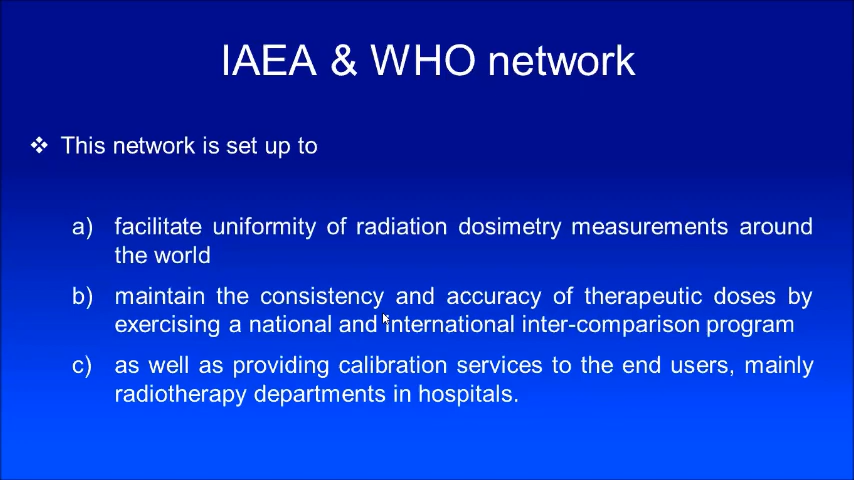 IAEA & WHO network
❖ This network is set up to
a) facilitate uniformity of radiation dosimetry measurements around
the world
b) maintain the consistency and accuracy of therapeutic doses by
exercising a national and international inter-comparison program
c) as well as providing calibration services to the end users, mainly
radiotherapy departments in hospitals.